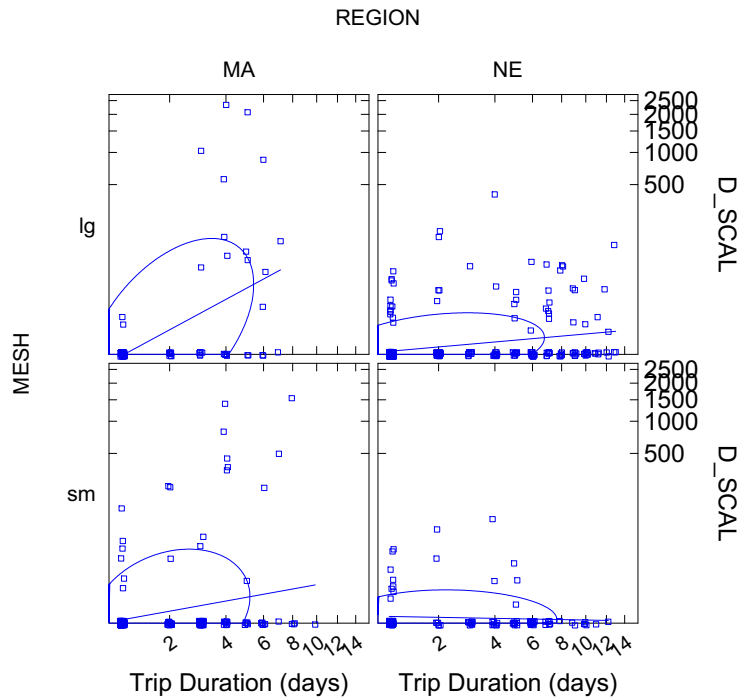 REGION
MA NE
2500
2000
1500
1000
500
lg
D_SCAL
MESH
2500
2000
1500
1000
500
sm
D_SCAL
2 4 6 8 10 12 14 2 4 6 8 10 12 14
Trip Duration (days) Trip Duration (days)